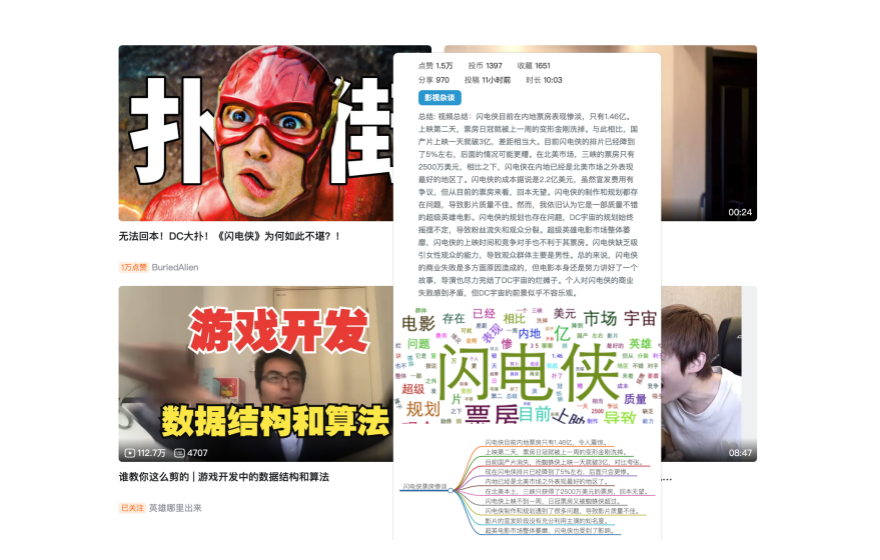 扑
街
点赞 1.5万 投币 1397 收藏 1651
分享 970 投稿 11小时前 时长 10:03
影视杂谈
总结: 视频总结：闪电侠目前在内地票房表现惨淡，只有1.46亿。
上映第二天，票房日冠就被上一周的变形金刚洗掉。与此相比，国
产片上映一天就破3亿，差距相当大。目前闪电侠的排片已经降到
了5%左右，后面的情况可能更糟。在北美市场，三映的票房只有
2500万美元，相比之下，内地已经是北美市场之外表现
最好的地区了。闪电侠的成本据说是2.2亿美元，虽然宣发费用有
争议，但从目前的票房来看，回本无望。闪电侠的制作和规划都存
在问题，导致影片质量不佳。然而，我依旧认为它是一部质量不错
的超级英雄电影。闪电侠的规划也存在问题，DC宇宙的规划始终
摇摆不定，导致粉丝流失和观众分裂。超级英雄电影市场整体萎
靡，闪电侠的上映时间和竞争对手也不利于其票房。闪电侠缺乏吸
引女性观众的能力，导致观众群体主要是男性。总的来说，闪电侠
的商业失败是多方面原因造成的，但电影本身还是努力讲好了一个
故事，导演也尽力完结了DC宇宙的烂摊子。个人对闪电侠的商业
失败感到矛盾，但DC宇宙的前景似乎不容乐观。
00:24
无法回本！DC大扑！《闪电侠》为何如此不堪？！
1万点赞 BuriedAlien
游戏开发
数据结构和算法
112.7万 4707
谁教你这么剪的 | 游戏开发中的数据结构和算法
已关注 英雄哪里出来
电影 存在 已经 相比 美元 市场 宇宙
问题 表现 内地 惨 亿 英雄
闪电侠
超级 质量
规划 片 票房 目前 上映 导致
闪电侠票房惨淡
闪电侠目前内地票房只有1.46亿，令人尴尬。
上映第二天，票房日冠就被上一周的变形金刚洗掉。
目前国产片消失，而蜘蛛侠上映一天就破3亿，对比夸张。
现在闪电侠排片已经降到了5%左右，后面只会更惨。
内地已经是北美市场之外表现最好的地区了。
在北美本土，三映只获得了2500万美元的票房，回本无望。
闪电侠上映不到一周，日冠票房又被蜘蛛侠超过。
闪电侠制作和规划遇到了很多问题，导致影片质量不佳。
影片的宣发阶段没有充分利用主演的知名度。
超英电影市场整体萎靡，闪电侠也受到了影响。
08:47